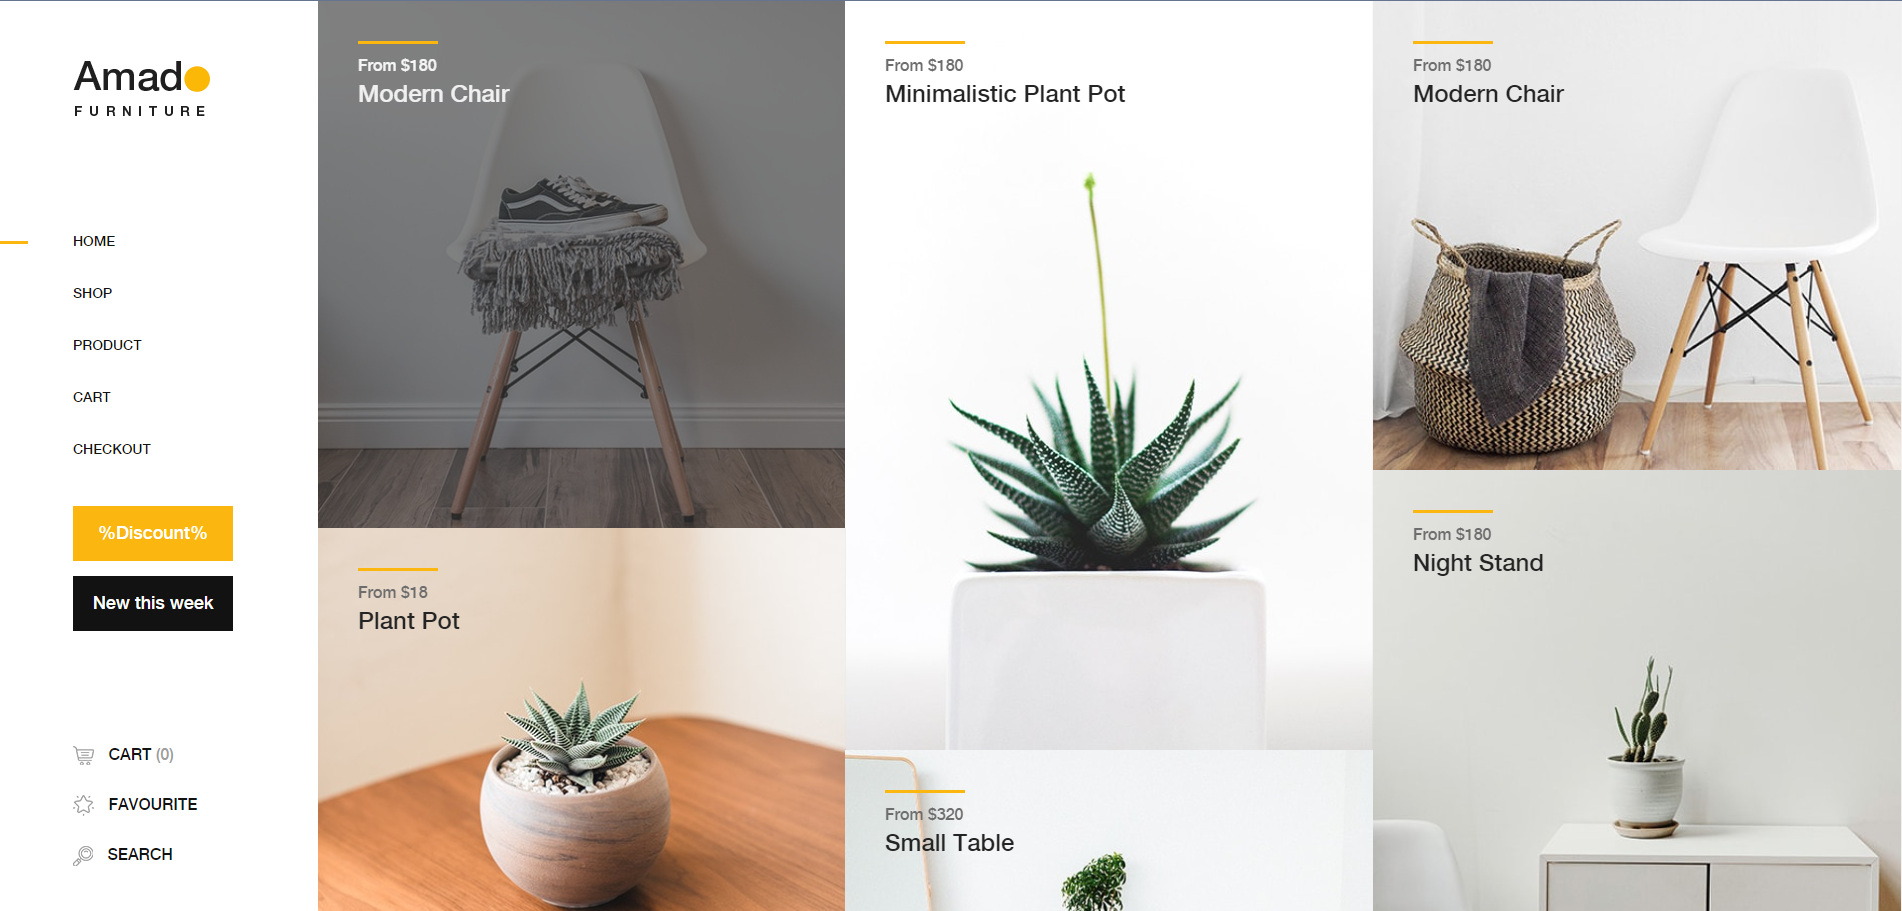 Amado
FURNITURE
HOME
SHOP
PRODUCT
CART
CHECKOUT
%Discount%
New this week
CART (0)
FAVOURITE
SEARCH
From $180
Modern Chair
From $18
Plant Pot
From $180
Minimalistic Plant Pot
From $320
Small Table
From $180
Modern Chair
From $180
Night Stand